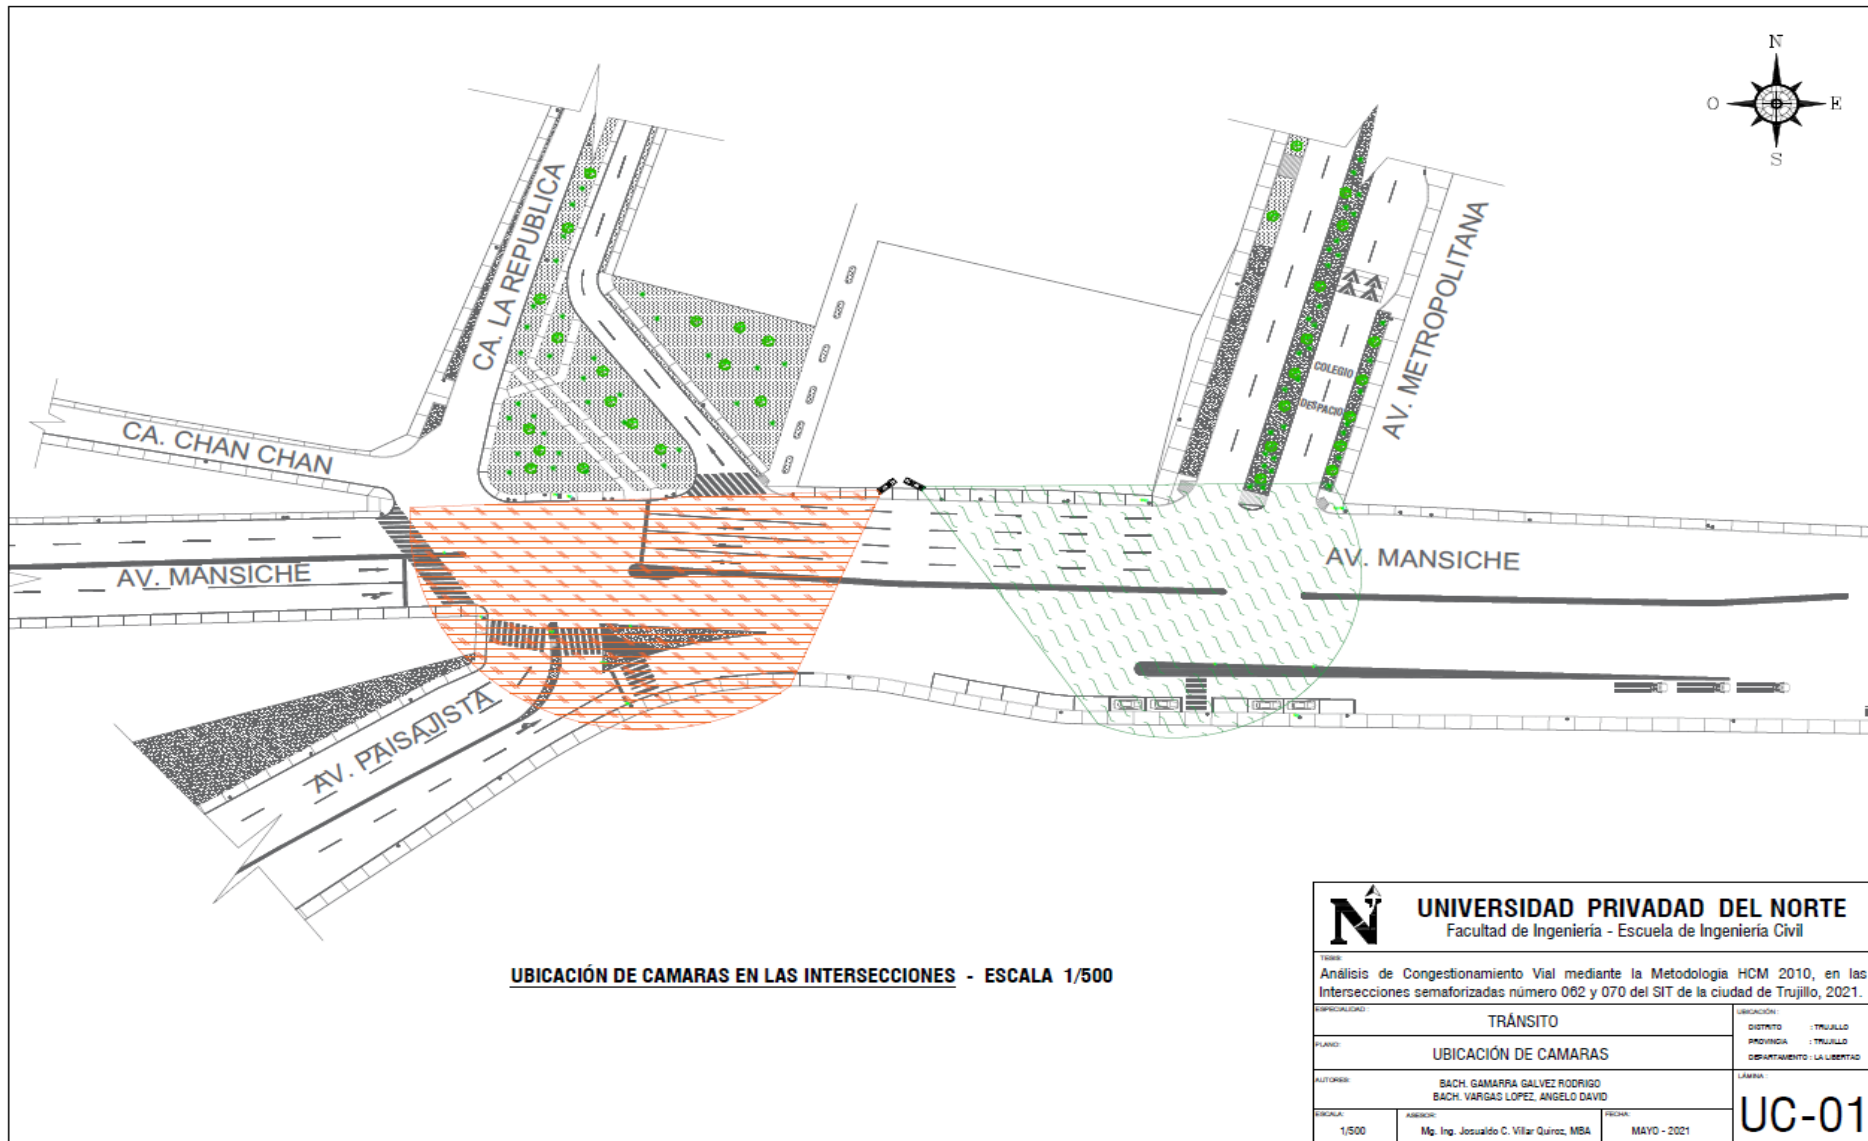 N
O
E
S
CA. LA REPUBLICA
AV. METROPOLITANA
COLEGIO
DESPACIO
CA. CHAN CHAN
AV. MANSICHE
AV. MANSICHE
AV. PAISAJISTA
UBICACIÓN DE CAMARAS EN LAS INTERSECCIONES - ESCALA 1/500
N
UNIVERSIDAD PRIVADAD DEL NORTE
Facultad de Ingeniería - Escuela de Ingeniería Civil
TESIS:
Análisis de Congestionamiento Vial mediante la Metodologia HCM 2010, en las
Intersecciones semaforizadas número 062 y 070 del SIT de la ciudad de Trujillo, 2021.
ESPECIALIDAD:
TRÁNSITO
UBICACIÓN:
DISTRITO : TRUJILLO
PROVINCIA : TRUJILLO
DEPARTAMENTO : LA LIBERTAD
PLANO:
UBICACIÓN DE CAMARAS
AUTORES:
BACH. GAMARRA GALVEZ RODRIGO
BACH. VARGAS LOPEZ, ANGELO DAVID
LÁMINA :
UC-01
ESCALA:
1/500
ASESOR:
Mg. Ing. Josualdo C. Villar Quiroz, MBA
FECHA:
MAYO - 2021